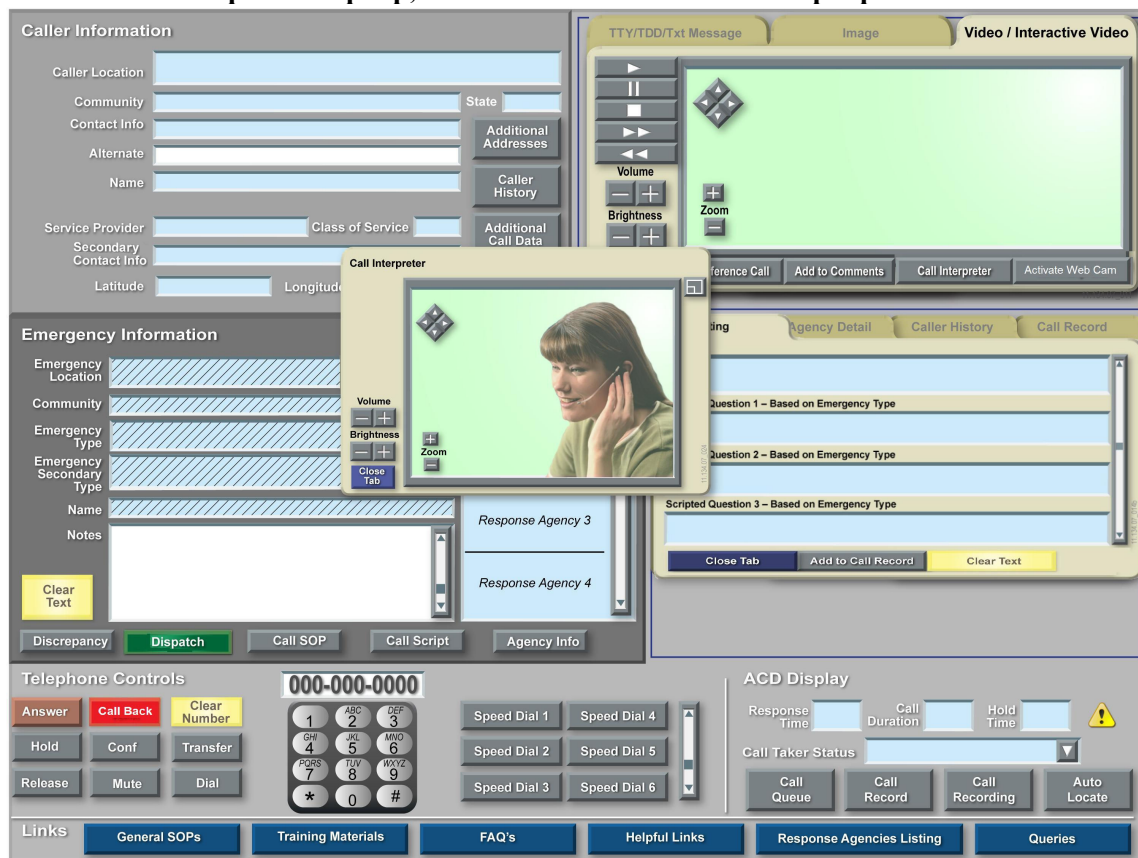 Caller Information
Caller Location
Community
State
Contact Info
Alternate
Name
Additional
Addresses
Caller
History
Service Provider
Class of Service
Additional
Call Data
Secondary
Contact Info
Latitude
Longitude
TTY/TDD/Txt Message
Image
Video / Interactive Video
Volume
Brightness
Zoom
Call
Add to Comments
Call Interpreter
Activate Web Cam
Call Interpreter
Volume
Brightness
Zoom
Close
Tab
11:134.07_024
Emergency Information
Emergency
Location
Community
Emergency
Type
Emergency
Secondary
Type
Name
Notes
Clear
Text
Response Agency 3
Response Agency 4
Discrepancy
Dispatch
Call SOP
Call Script
Agency Info
Agency Detail
Caller History
Call Record
Question 1 – Based on Emergency Type
Question 2 – Based on Emergency Type
Scripted Question 3 – Based on Emergency Type
Close Tab
Add to Call Record
Clear Text
Telephone Controls
Answer
Call Back
Clear
Number
Hold
Conf
Transfer
Release
Mute
Dial
000-000-0000
1
ABC
2
DEF
3
GHI
4
JKL
5
MNO
6
PQRS
7
TUV
8
WXYZ
9
*
0
#
Speed Dial 1
Speed Dial 4
Speed Dial 2
Speed Dial 5
Speed Dial 3
Speed Dial 6
ACD Display
Response
Time
Call
Duration
Hold
Time
Call Taker Status
Call
Queue
Call
Record
Call
Recording
Auto
Locate
Links
General SOPs
Training Materials
FAQ's
Helpful Links
Response Agencies Listing
Queries